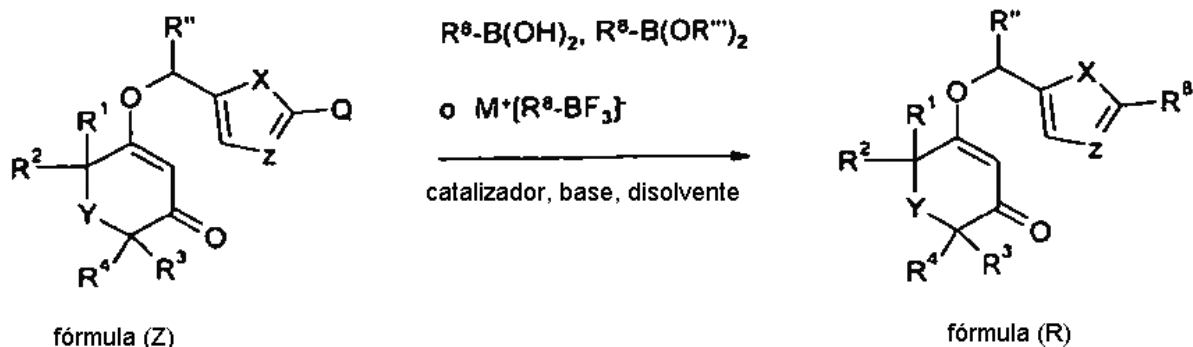 R⁸-B(OH)₂, R⁸-B(OR''')₂
o M⁺[R⁸-BF₃]⁻
catalizador, base, disolvente
R''
O
X
Q
Z
R¹
R²
Y
O
R⁴
R³
fórmula (Z)
R''
O
X
R⁸
Z
R¹
R²
Y
O
R⁴
R³
fórmula (R)